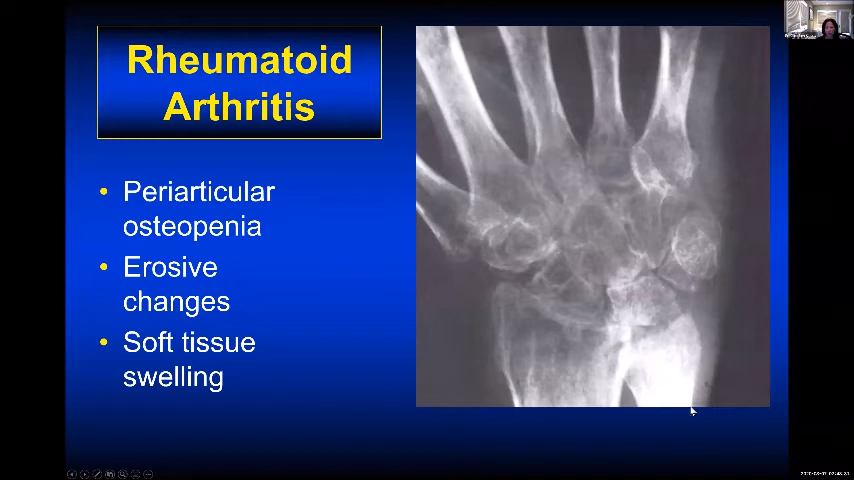 Rheumatoid
Arthritis
• Periarticular
osteopenia
• Erosive
changes
• Soft tissue
swelling